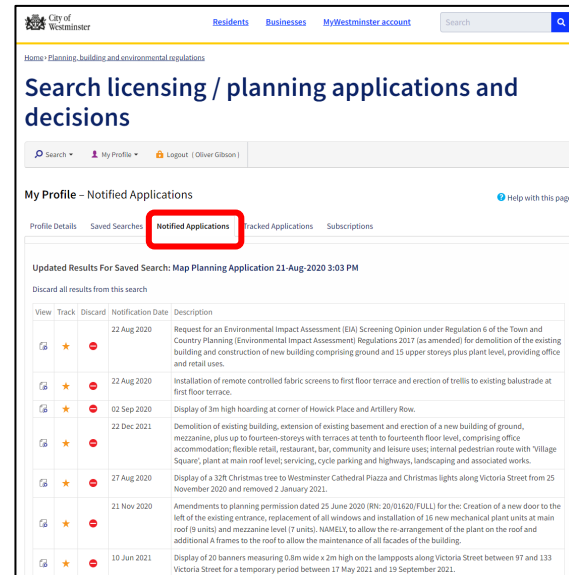 City of
Westminster
Residents
Businesses
MyWestminster account
Search
Home › Planning, building and environmental regulations
Search licensing / planning applications and
decisions
Search
My Profile
Logout ( Oliver Gibson )
My Profile – Notified Applications
Help with this page
Profile Details
Saved Searches
Notified Applications
Tracked Applications
Subscriptions
Updated Results For Saved Search: Map Planning Application 21-Aug-2020 3:03 PM
Discard all results from this search
View Track Discard Notification Date Description
22 Aug 2020 Request for an Environmental Impact Assessment (EIA) Screening Opinion under Regulation 6 of the Town and
Country Planning (Environmental Impact Assessment) Regulations 2017 (as amended) for demolition of the existing
building and construction of new building comprising ground and 15 upper storeys plus plant level, providing office
and retail uses.
22 Aug 2020 Installation of remote controlled fabric screens to first floor terrace and erection of trellis to existing balustrade at
first floor terrace.
02 Sep 2020 Display of 3m high hoarding at corner of Howick Place and Artillery Row.
22 Dec 2021 Demolition of existing building, extension of existing basement and erection of a new building of ground,
mezzanine, plus up to fourteen-storeys with terraces at tenth to fourteenth floor level, comprising office
accommodation; flexible retail, restaurant, bar, community and leisure uses; internal pedestrian route with 'Village
Square', plant at main roof level; servicing, cycle parking and highways, landscaping and associated works.
27 Aug 2020 Display of a 32ft Christmas tree to Westminster Cathedral Piazza and Christmas lights along Victoria Street from 25
November 2020 and removed 2 January 2021.
21 Nov 2020 Amendments to planning permission dated 25 June 2020 (RN: 20/01620/FULL) for the: Creation of a new door to the
left of the existing entrance, replacement of all windows and installation of 16 new mechanical plant units at main
roof (9 units) and mezzanine level (7 units). NAMELY, to allow the re-arrangement of the plant on the roof and
additional A frames to the roof to allow the maintenance of all facades of the building.
10 Jun 2021 Display of 20 banners measuring 0.8m wide x 2m high on the lampposts along Victoria Street between 97 and 133
Victoria Street for a temporary period between 17 May 2021 and 19 September 2021.